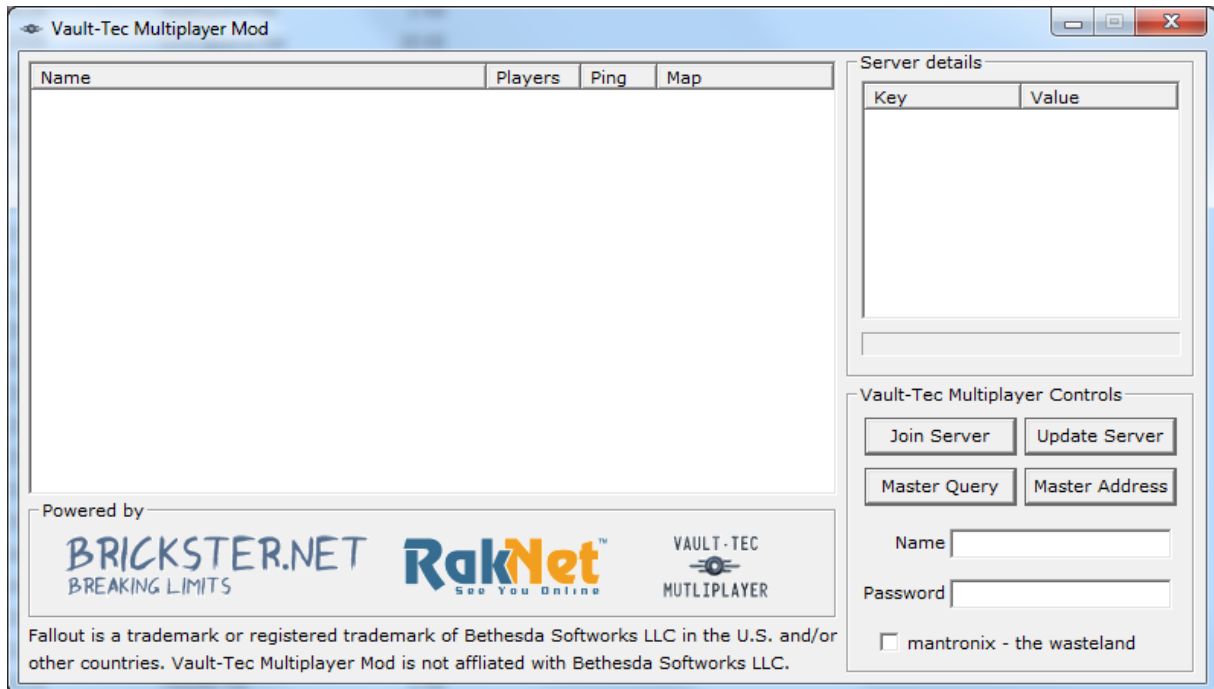 Vault-Tec Multiplayer Mod
Name Players Ping Map
Server details
Key Value
Vault-Tec Multiplayer Controls
Join Server Update Server
Master Query Master Address
Name
Password
mantronix - the wasteland
Powered by
BRICKSTER.NET
BREAKING LIMITS
RakNet™
See You Online
VAULT-TEC
MUTLIPLAYER
Fallout is a trademark or registered trademark of Bethesda Softworks LLC in the U.S. and/or
other countries. Vault-Tec Multiplayer Mod is not affliated with Bethesda Softworks LLC.